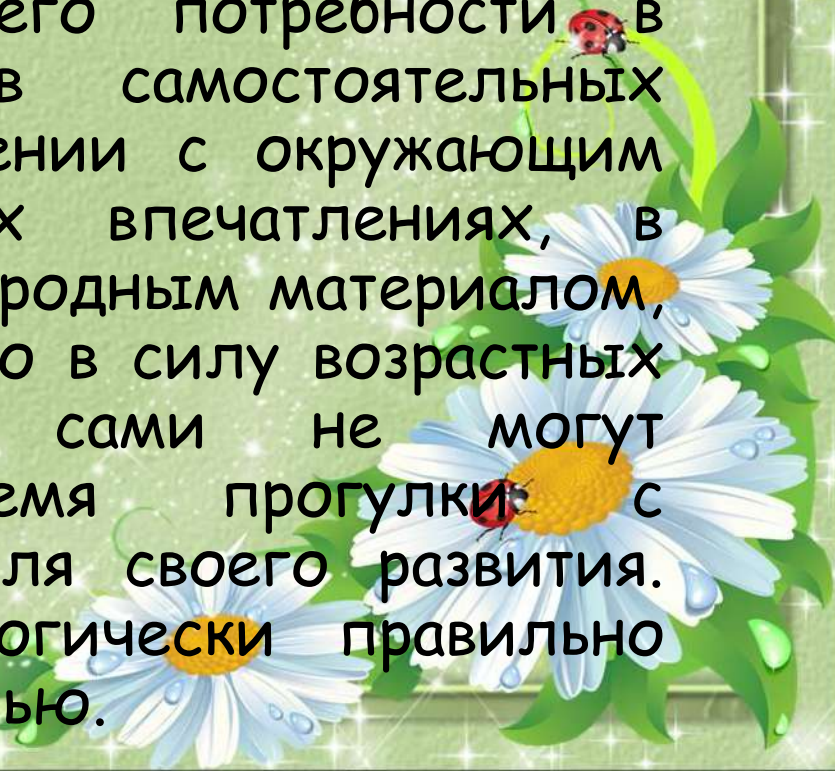 его потребности в
в самостоятельных
ении с окружающим
х впечатлениях, в
родным материалом,
о в силу возрастных
сами не могут
емя прогулки с
ля своего развития.
огически правильно
ью.